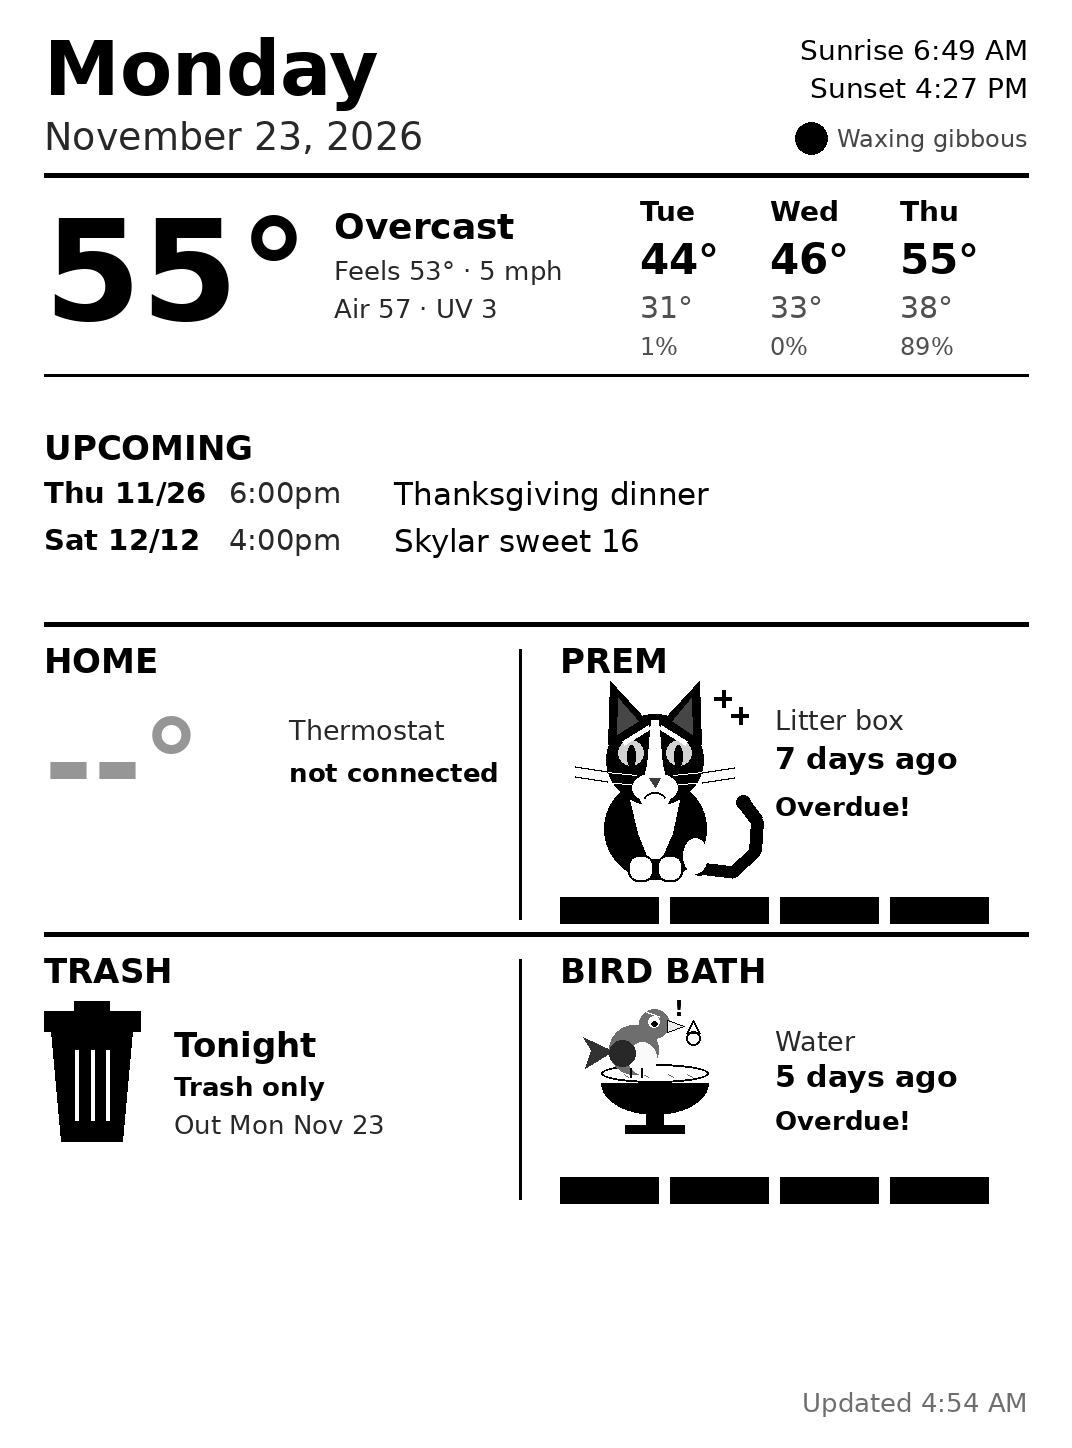 Monday
November 23, 2026
Sunrise 6:49 AM
Sunset 4:27 PM
Waxing gibbous
55°
Overcast
Feels 53° · 5 mph
Air 57 · UV 3
Tue Wed Thu
44° 46° 55°
31° 33° 38°
1% 0% 89%
UPCOMING
Thu 11/26 6:00pm Thanksgiving dinner
Sat 12/12 4:00pm Skylar sweet 16
HOME
--°
Thermostat
not connected
PREM
++
Litter box
7 days ago
Overdue!
TRASH
Tonight
Trash only
Out Mon Nov 23
BIRD BATH
!
Water
5 days ago
Overdue!
Updated 4:54 AM